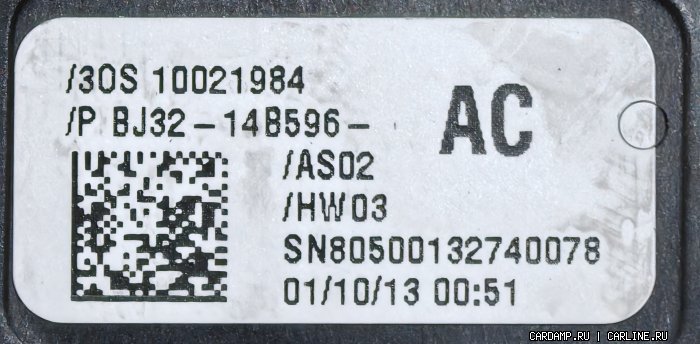 /30S 10021984
/P BJ32-14B596- AC
/AS02
/HW03
SN80500132740078
01/10/13 00:51
CARDAMP.RU | CARLINE.RU